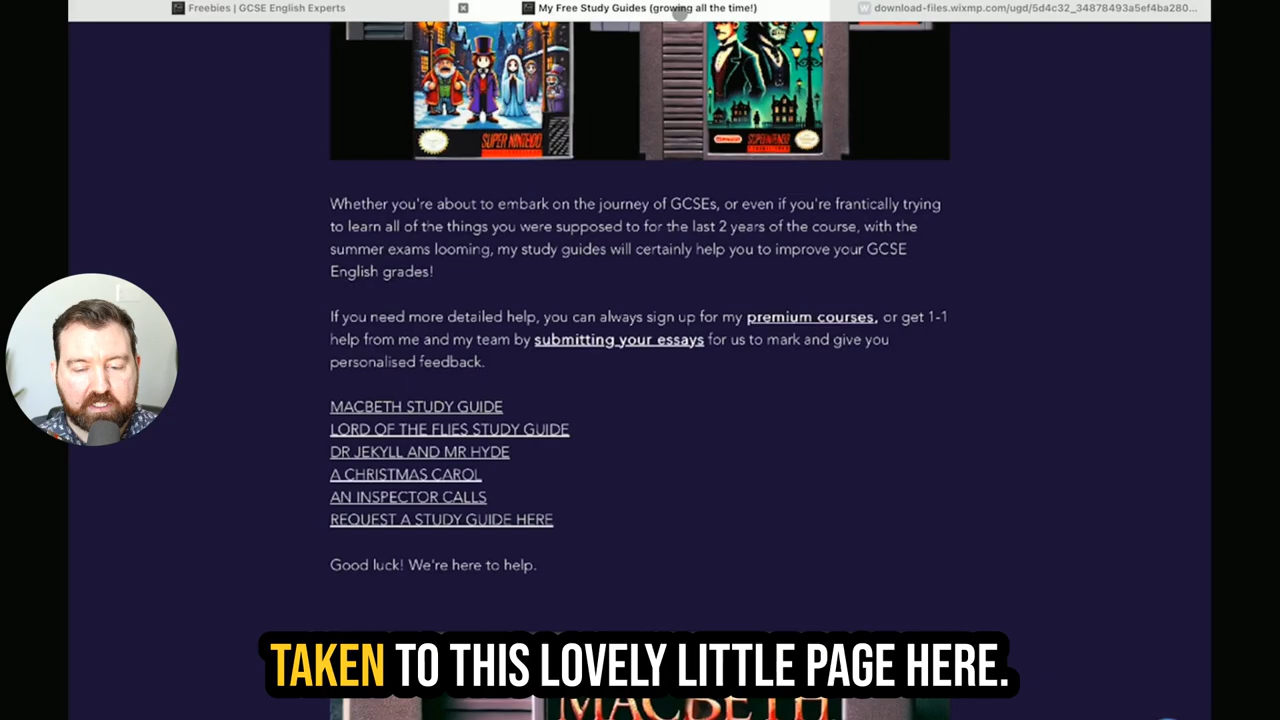 Freebies | GCSE English Experts
My Free Study Guides (growing all the time!)
download-files.wixmp.com/ugd/5d4c32_34878493a5ef4ba280...
SUPER NINTENDO
Whether you're about to embark on the journey of GCSEs, or even if you're frantically trying
to learn all of the things you were supposed to for the last 2 years of the course, with the
summer exams looming, my study guides will certainly help you to improve your GCSE
English grades!
If you need more detailed help, you can always sign up for my premium courses, or get 1-1
help from me and my team by submitting your essays for us to mark and give you
personalised feedback.
MACBETH STUDY GUIDE
LORD OF THE FLIES STUDY GUIDE
DR JEKYLL AND MR HYDE
A CHRISTMAS CAROL
AN INSPECTOR CALLS
REQUEST A STUDY GUIDE HERE
Good luck! We're here to help.
TAKEN TO THIS LOVELY LITTLE PAGE HERE.
MACBETH